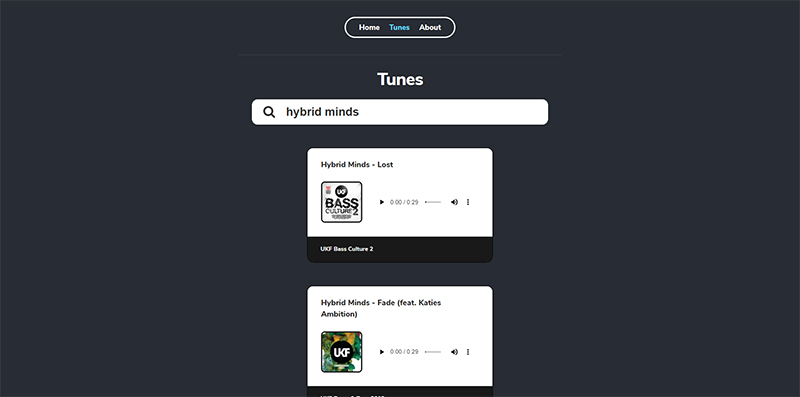 Home Tunes About
Tunes
hybrid minds
Hybrid Minds - Lost
UKF
BASS
CULTURE 2
0:00 / 0:29
UKF Bass Culture 2
Hybrid Minds - Fade (feat. Katies
Ambition)
UKF
0:00 / 0:29